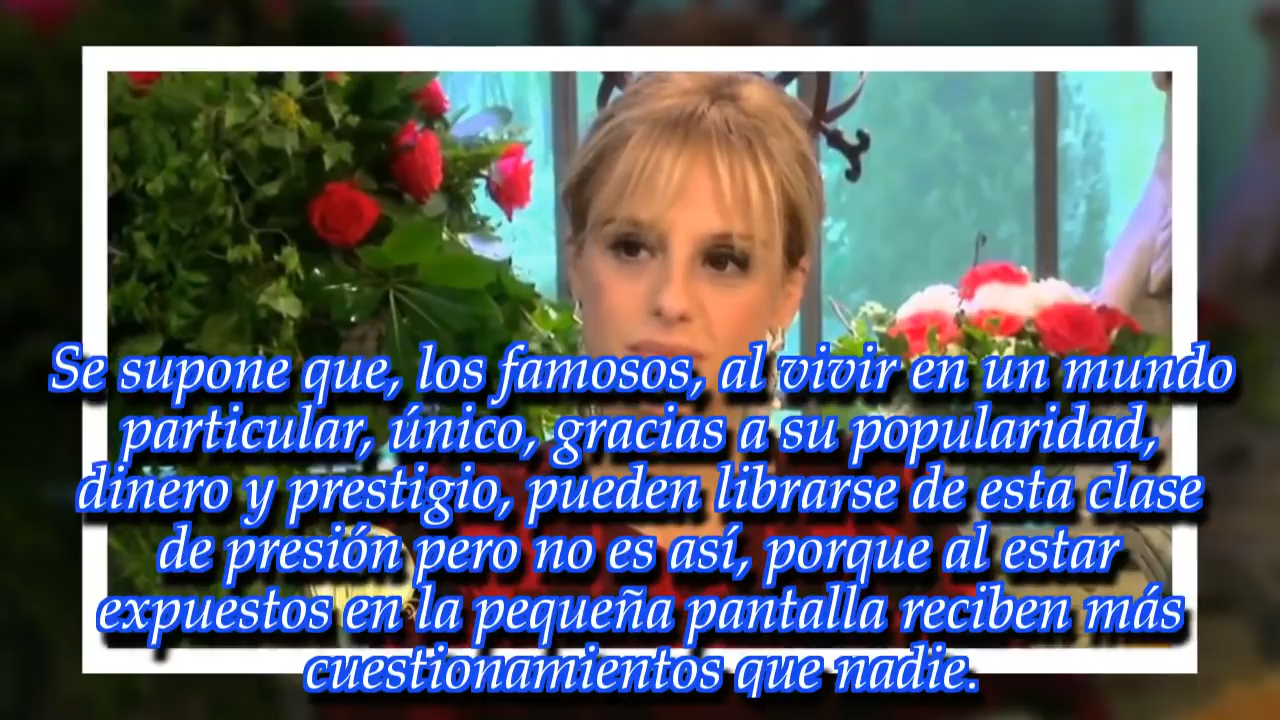 Se supone que, los famosos, al vivir en un mundo
particular, único, gracias a su popularidad,
dinero y prestigio, pueden librarse de esta clase
de presión pero no es así, porque al estar
expuestos en la pequeña pantalla reciben más
cuestionamientos que nadie.